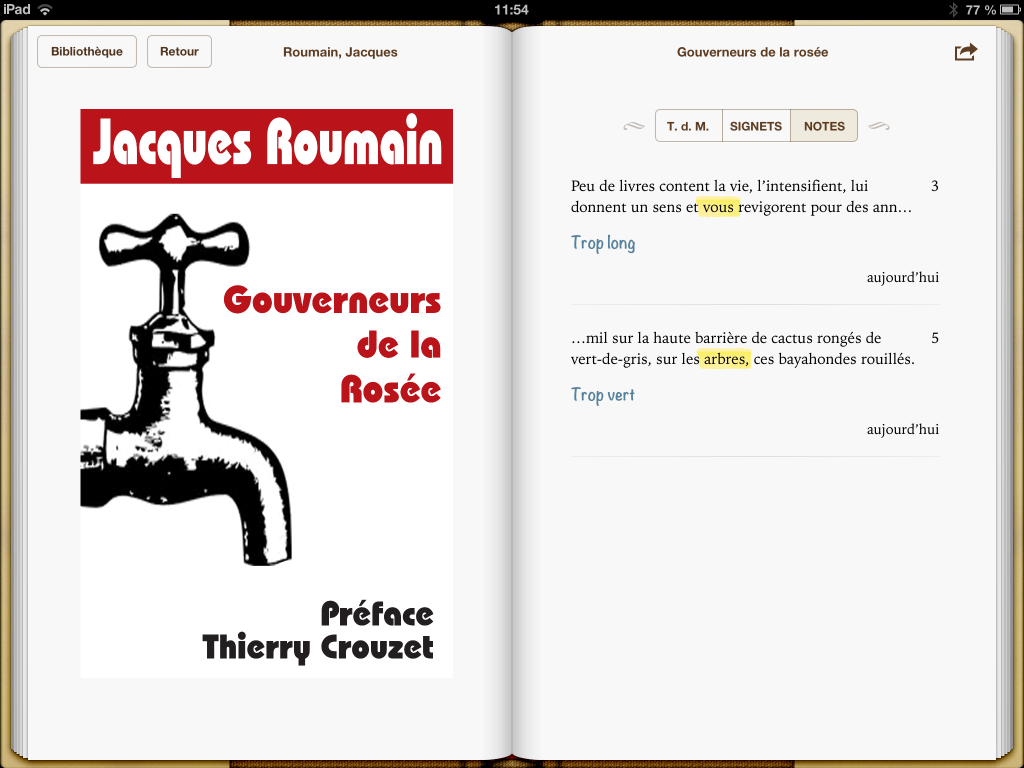 iPad 11:54 77 %
Bibliothèque Retour Roumain, Jacques
Jacques Roumain
Gouverneurs
de la
Rosée
Préface
Thierry Crouzet
Gouverneurs de la rosée
T. d. M. SIGNETS NOTES
Peu de livres content la vie, l’intensifient, lui 3
donnent un sens et vous revigorent pour des ann…
Trop long
aujourd’hui
…mil sur la haute barrière de cactus rongés de 5
vert-de-gris, sur les arbres, ces bayahondes rouillés.
Trop vert
aujourd’hui